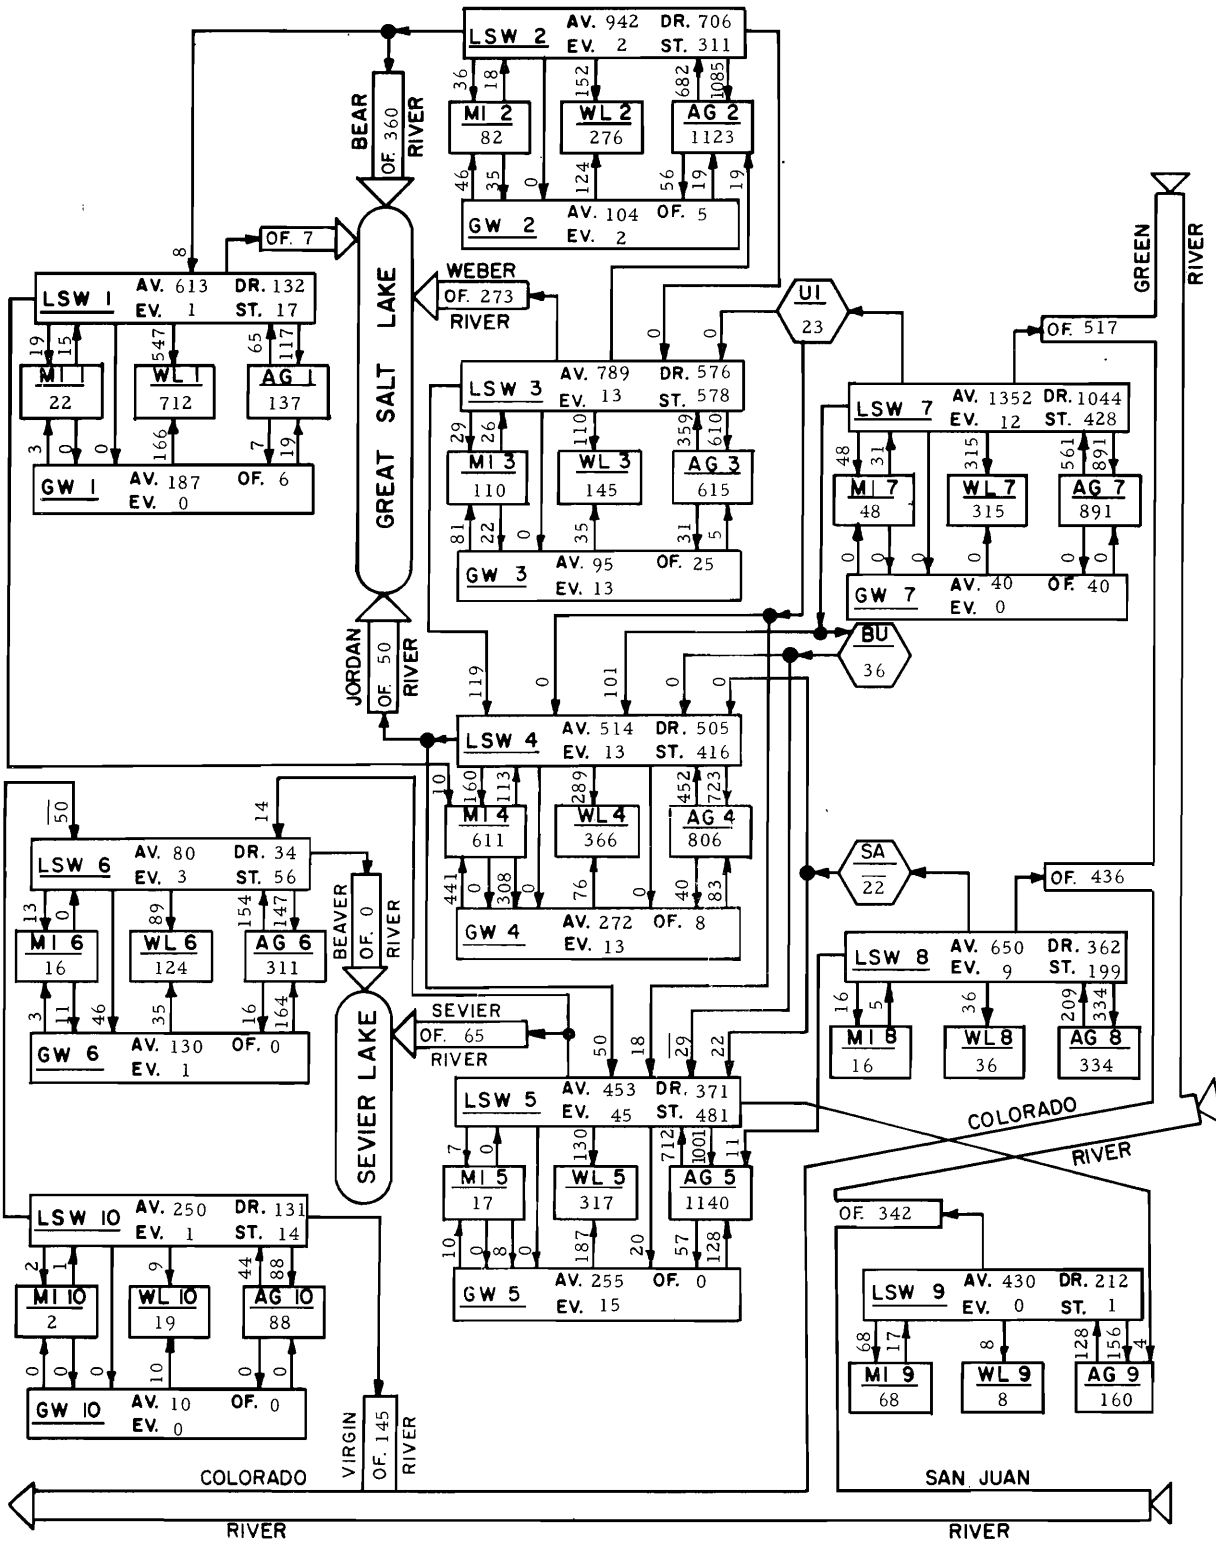 LSW 2 AV. 942 DR. 706
EV. 2 ST. 311
36 18 152 682 1085
MI 2 82
WL 2 276
AG 2 1123
46 35 0 124 56 19 19
GW 2 AV. 104 OF. 5
EV. 2
BEAR RIVER
OF. 360
8
OF. 7
LSW 1 AV. 613 DR. 132
EV. 1 ST. 17
19 15 547 65 117
MI 1 22
WL 1 712
AG 1 137
3 0 0 166 7 19
GW 1 AV. 187 OF. 6
EV. 0
GREAT SALT LAKE
WEBER
OF. 273
RIVER
0 0
UI 23
LSW 3 AV. 789 DR. 576
EV. 13 ST. 578
29 26 110 359 610
MI 3 110
WL 3 145
AG 3 615
81 22 0 35 31 5
GW 3 AV. 95 OF. 25
EV. 13
GREEN RIVER
OF. 517
LSW 7 AV. 1352 DR. 1044
EV. 12 ST. 428
48 31 315 561 891
MI 7 48
WL 7 315
AG 7 891
0 0 0 0 0 0
GW 7 AV. 40 OF. 40
EV. 0
BU 36
JORDAN RIVER
OF. 50
119 0 101 0 0
LSW 4 AV. 514 DR. 505
EV. 13 ST. 416
10 160 113 289 452 723
MI 4 611
WL 4 366
AG 4 806
441 0 308 0 76 0 40 83
GW 4 AV. 272 OF. 8
EV. 13
50 14
LSW 6 AV. 80 DR. 34
EV. 3 ST. 56
13 0 89 154 147
MI 6 16
WL 6 124
AG 6 311
3 11 46 35 16 164
GW 6 AV. 130 OF. 0
EV. 1
BEAVER RIVER
OF. 0
SEVIER LAKE
SEVIER
OF. 65
RIVER
SA 22
OF. 436
LSW 8 AV. 650 DR. 362
EV. 9 ST. 199
16 5 36 209 334
MI 8 16
WL 8 36
AG 8 334
50 18 29 22
LSW 5 AV. 453 DR. 371
EV. 45 ST. 481
7 0 130 712 1001 11
MI 5 17
WL 5 317
AG 5 1140
10 0 8 0 187 20 57 128
GW 5 AV. 255 OF. 0
EV. 15
COLORADO
RIVER
OF. 342
LSW 9 AV. 430 DR. 212
EV. 0 ST. 1
68 17 8 128 156 4
MI 9 68
WL 9 8
AG 9 160
LSW 10 AV. 250 DR. 131
EV. 1 ST. 14
2 1 9 44 88
MI 10 2
WL 10 19
AG 10 88
0 0 0 10 0 0
GW 10 AV. 10 OF. 0
EV. 0
VIRGIN RIVER
OF. 145
COLORADO
RIVER
SAN JUAN
RIVER